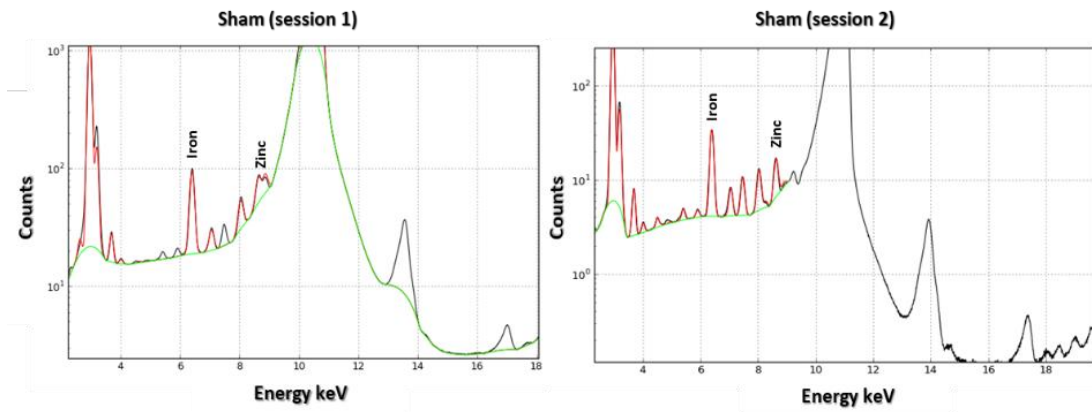 Sham (session 1)
Sham (session 2)
10³
10²
10¹
Counts
Iron
Zinc
4 6 8 10 12 14 16 18
Energy keV
10²
10¹
10⁰
Counts
Iron
Zinc
4 6 8 10 12 14 16 18
Energy keV